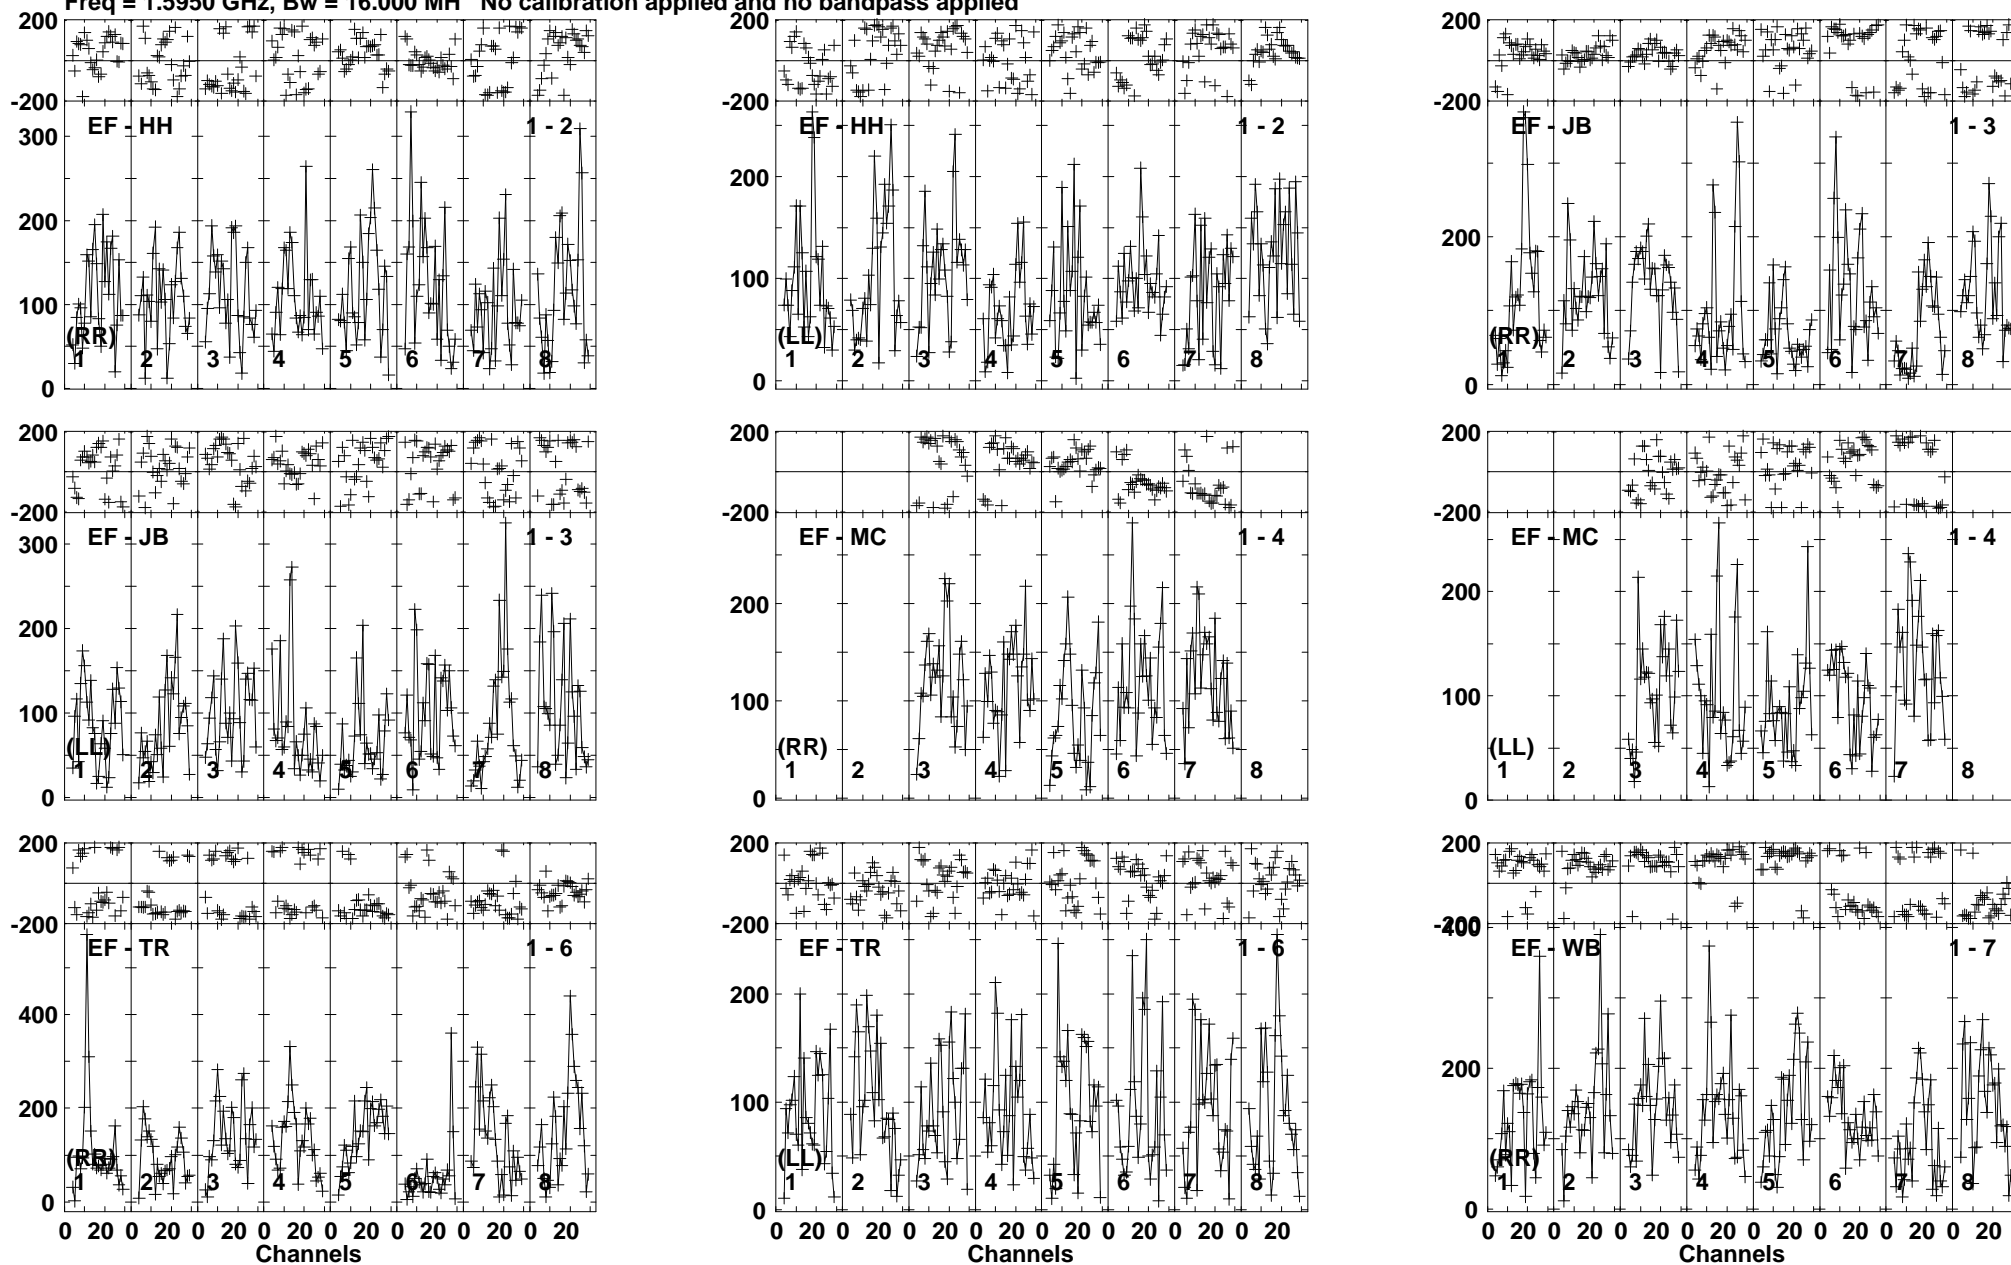 Freq = 1.5950 GHz, Bw = 16.000 MH No calibration applied and no bandpass applied
200 200 200
-200 -200 -200
EF - HH 1 - 2 EF - HH 1 - 2 EF - JB 1 - 3
300
200 200 200
100 100
(RR) (LL) (RR)
1 2 3 4 5 6 7 8 1 2 3 4 5 6 7 8 1 2 3 4 5 6 7 8
0 0 0
200 200 200
-200 -200 -200
EF - JB 1 - 3 EF - MC 1 - 4 EF - MC 1 - 4
300
200 200 200
100 100 100
(LL) (RR) (LL)
1 2 3 4 5 6 7 8 1 2 3 4 5 6 7 8 1 2 3 4 5 6 7 8
0 0 0
200 200 200
-200 -200 -200
400
EF - TR 1 - 6 EF - TR 1 - 6 EF - WB 1 - 7
400 200
200 100 200
(RR) (LL) (RR)
1 2 3 4 5 6 7 8 1 2 3 4 5 6 7 8 1 2 3 4 5 6 7 8
0 0 0
0 20 0 20 0 20 0 20 0 20 0 20 0 20 0 20 0 20 0 20 0 20 0 20 0 20 0 20 0 20 0 20 0 20 0 20 0 20 0 20 0 20 0 20 0 20 0 20
Channels Channels Channels